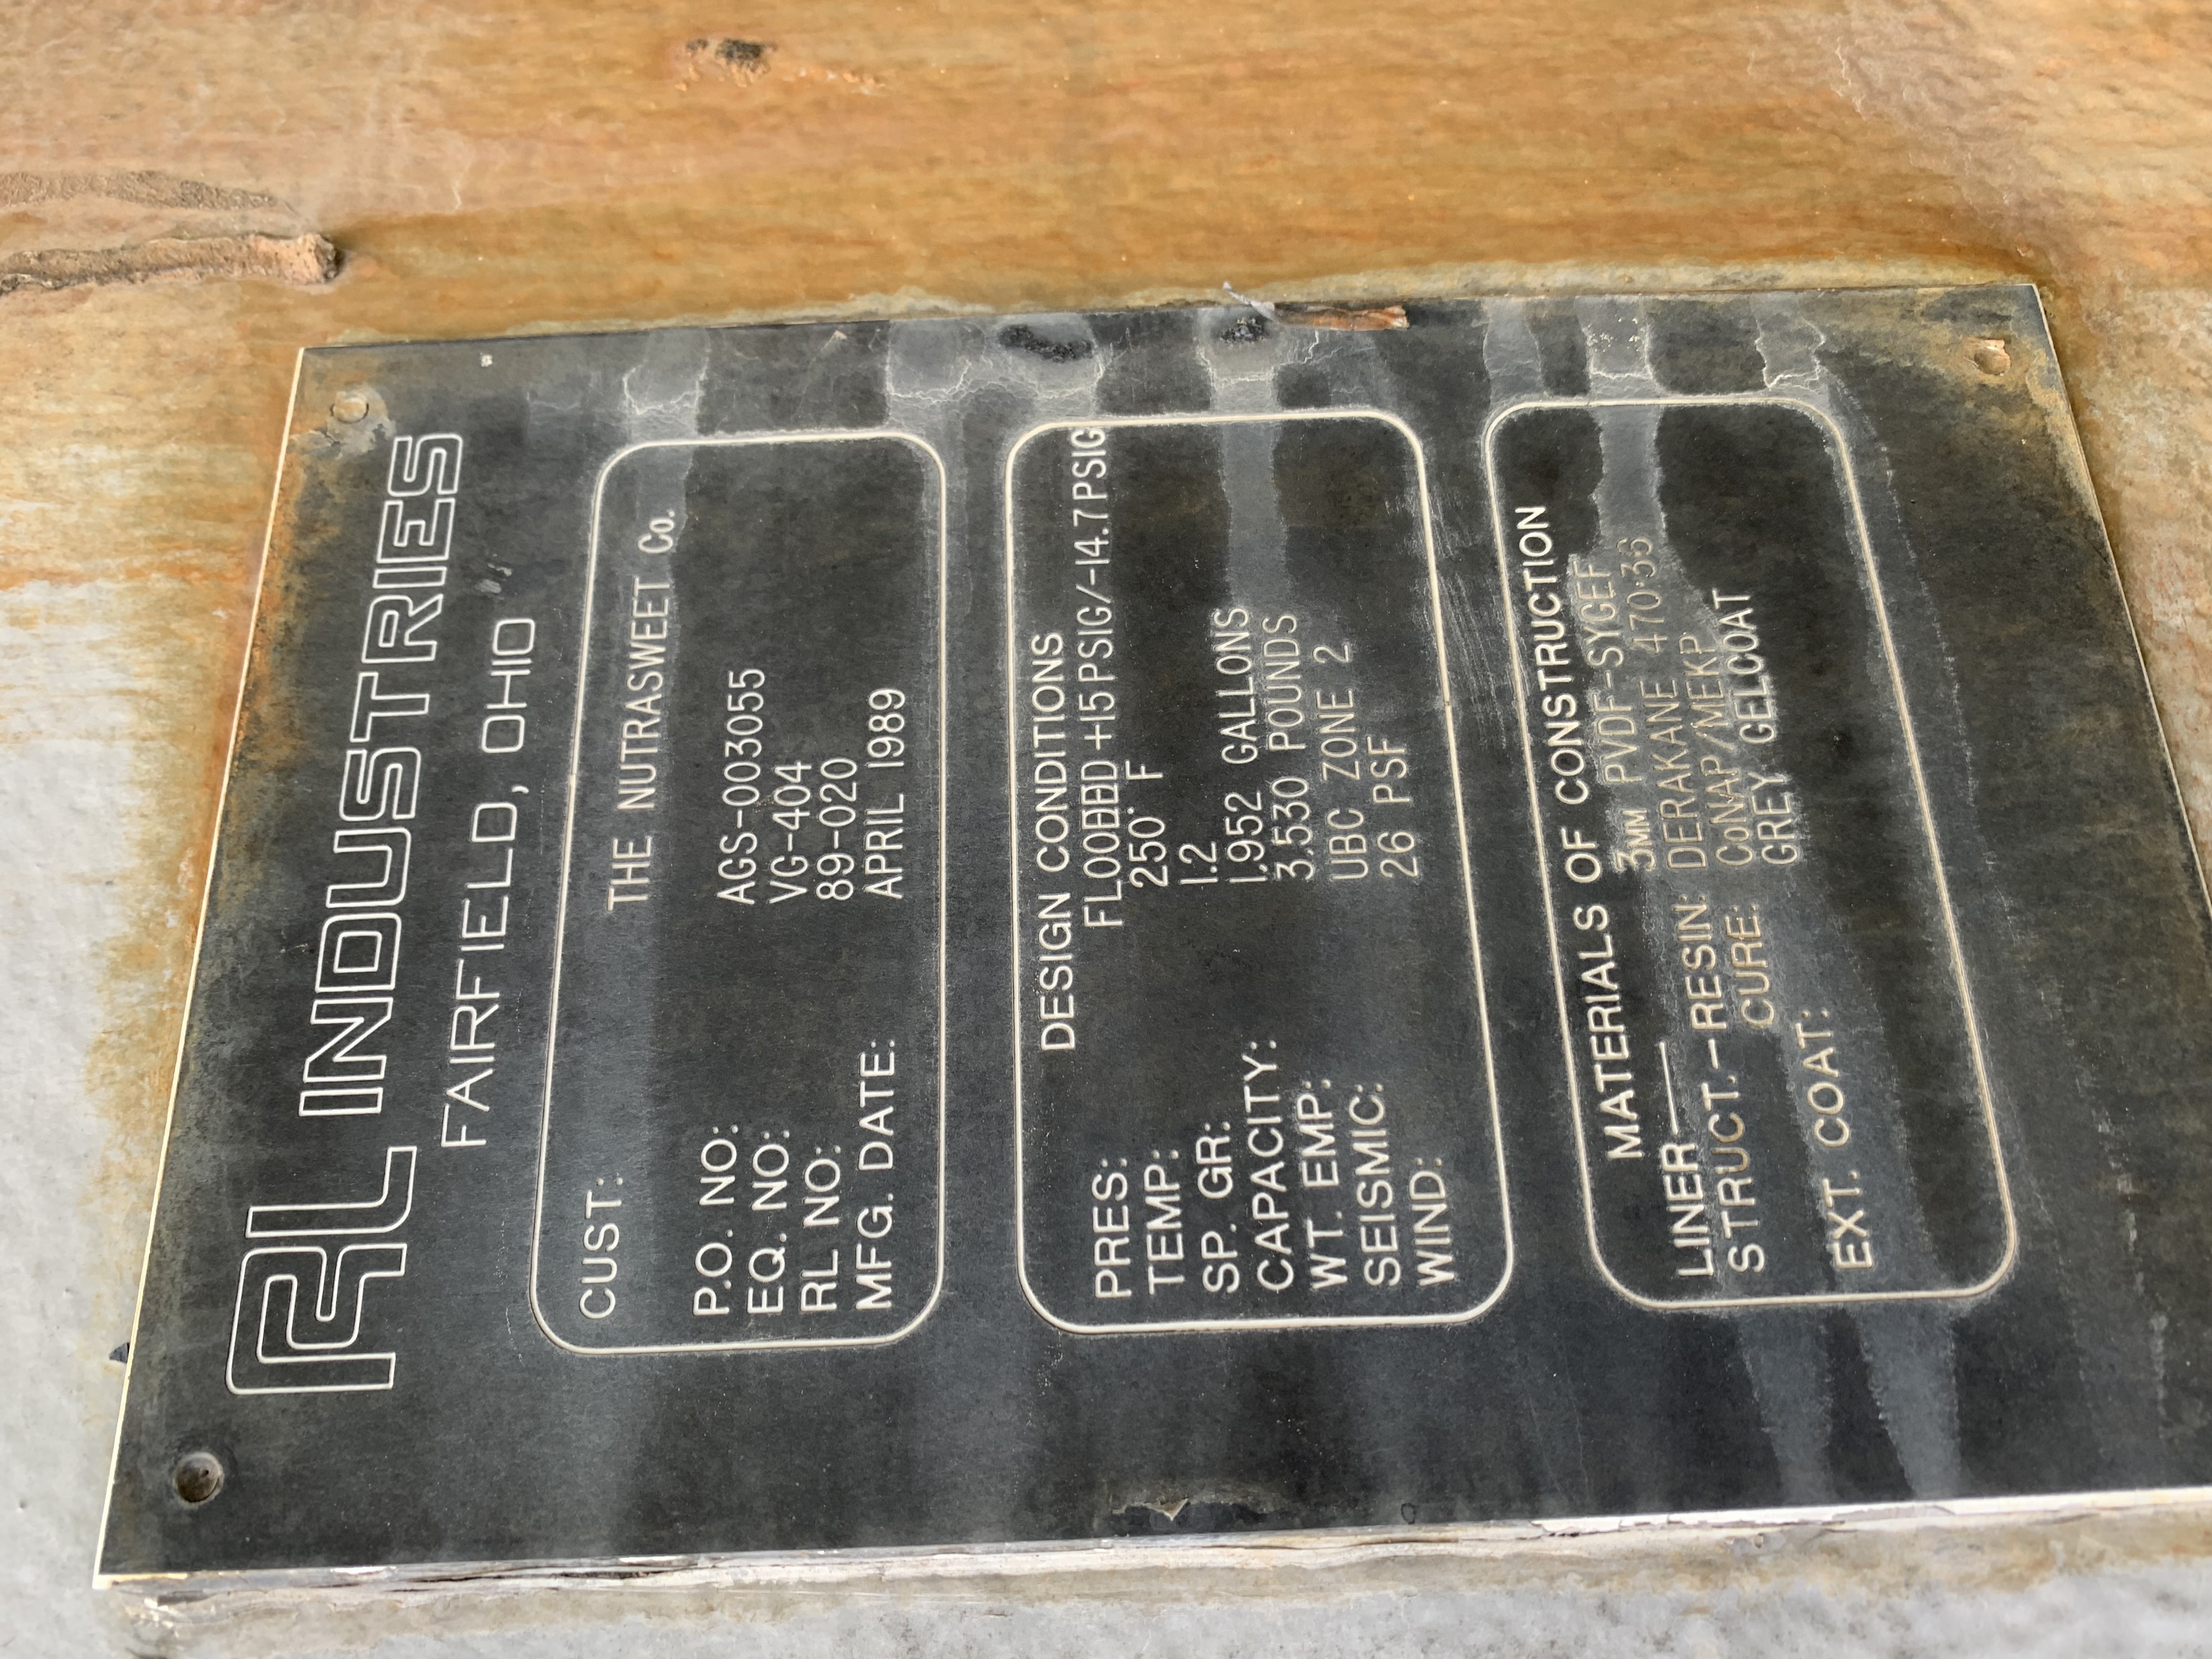 RL INDUSTRIES
FAIRFIELD, OHIO
CUST: THE NUTRASWEET Co.
P.O. NO: AGS-003055
EQ. NO: VG-404
RL NO: 89-020
MFG. DATE: APRIL 1989
DESIGN CONDITIONS
PRES: FLOODED +15 PSIG/-14.7 PSIG
TEMP: 250° F
SP. GR: 1.2
CAPACITY: 1,952 GALLONS
WT. EMP: 3,530 POUNDS
SEISMIC: UBC ZONE 2
WIND: 26 PSF
MATERIALS OF CONSTRUCTION
LINER— 3MM PVDF-SYGEF
STRUCT.-RESIN: DERAKANE 470-36
CURE: CoNAP/MEKP
EXT. COAT: GREY GELCOAT